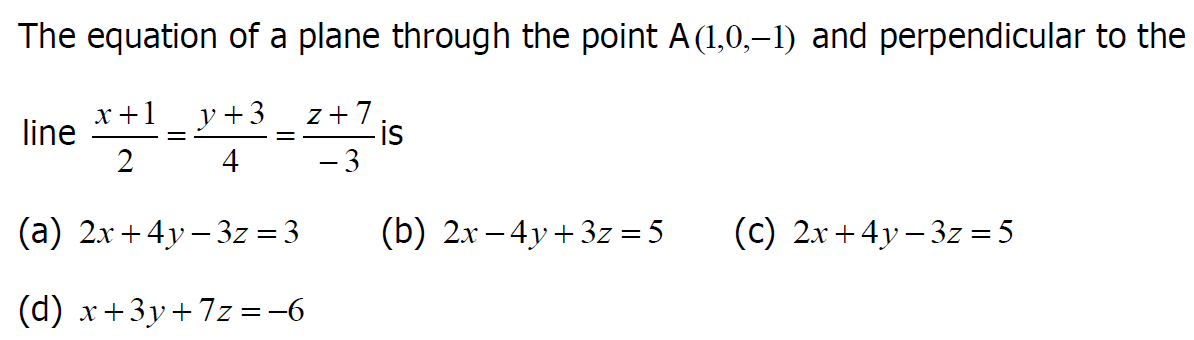 The equation of a plane through the point A(1,0,−1) and perpendicular to the
line \frac{x+1}{2} = \frac{y+3}{4} = \frac{z+7}{-3} is
(a) 2x + 4y − 3z = 3 (b) 2x − 4y + 3z = 5 (c) 2x + 4y − 3z = 5
(d) x + 3y + 7z = −6